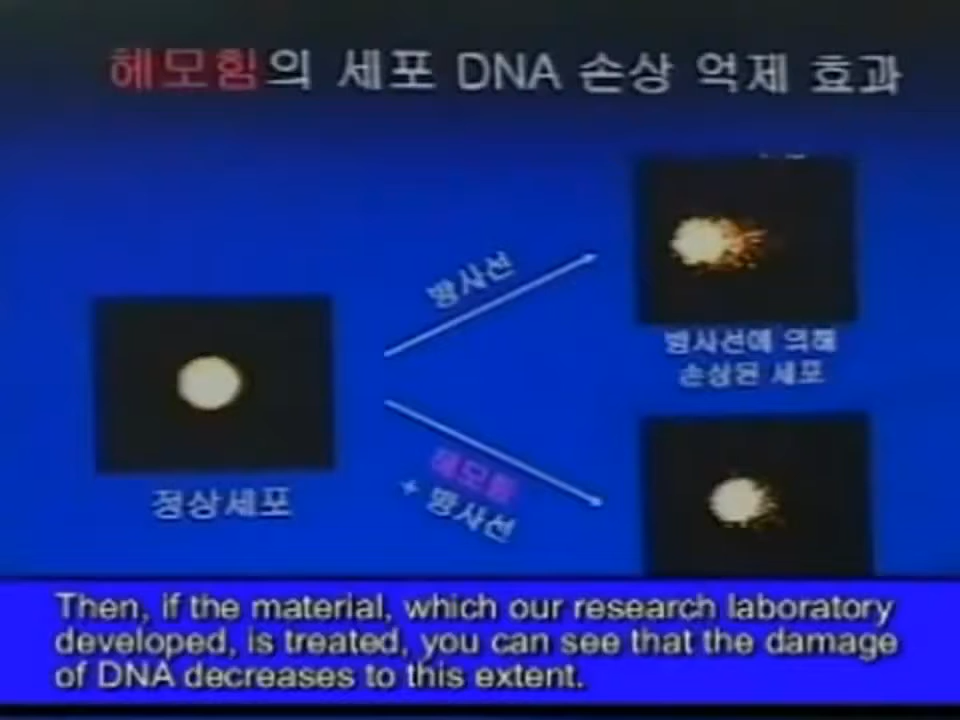 헤모힘의 세포 DNA 손상 억제 효과
방사선
방사선에 의해
손상된 세포
정상세포
헤모힘
+ 방사선
Then, if the material, which our research laboratory
developed, is treated, you can see that the damage
of DNA decreases to this extent.